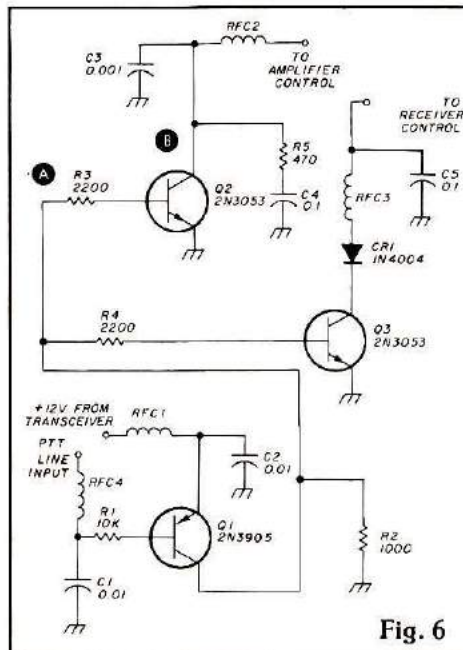 RFC2
C3
0.001
TO
AMPLIFIER
CONTROL
TO
RECEIVER
CONTROL
B
R5
470
C5
0.1
A
R3
2200
Q2
2N3053
C4
0.1
RFC3
CR1
1N4004
R4
2200
Q3
2N3053
+12V FROM
TRANSCEIVER
RFC1
PTT
LINE
INPUT
C2
0.01
RFC4
R1
10K
Q1
2N3905
R2
1000
C1
0.01
Fig. 6